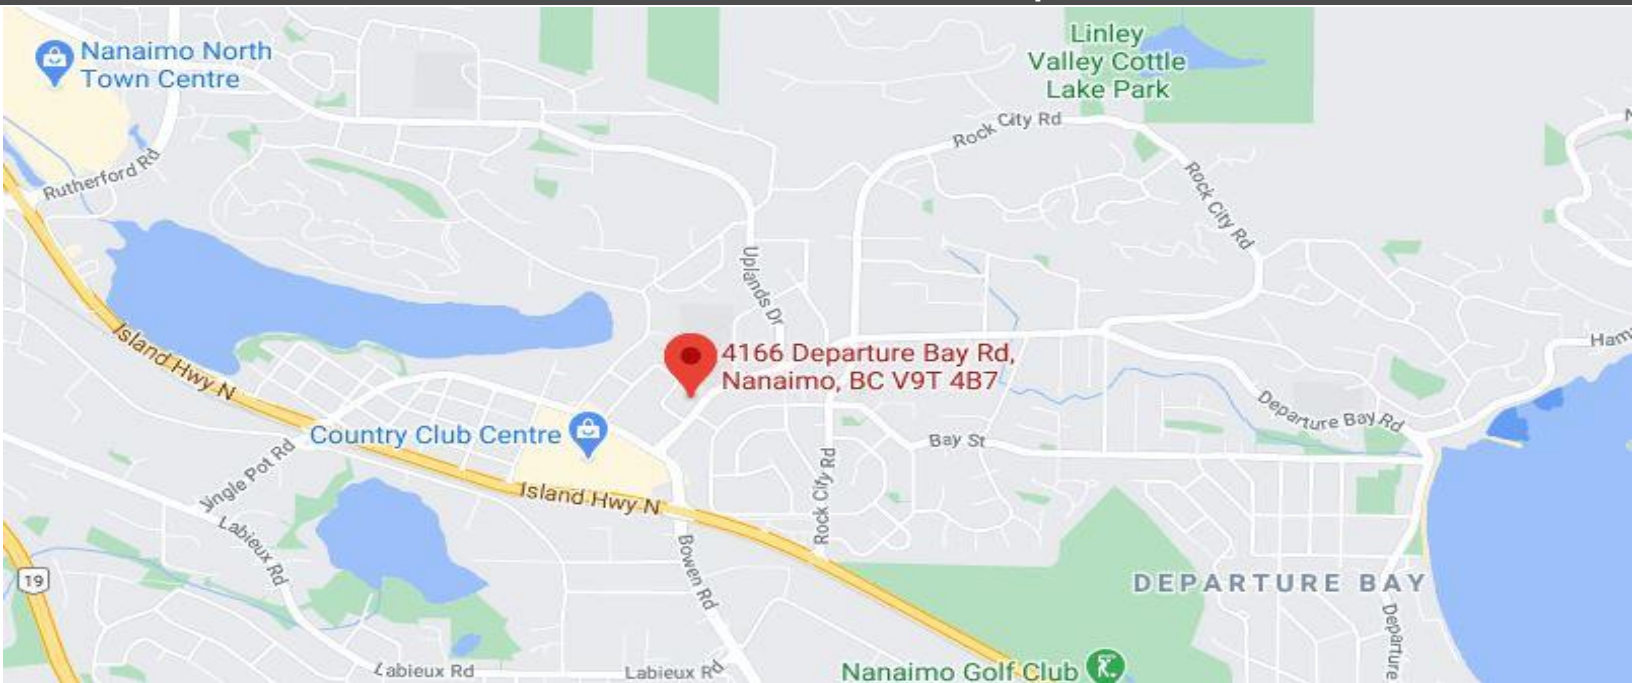 Nanaimo North
Town Centre
Linley
Valley Cottle
Lake Park
Rock City Rd
Rutherford Rd
Rock City Rd
Uplands Dr
Island Hwy N
4166 Departure Bay Rd,
Nanaimo, BC V9T 4B7
Departure Bay Rd
Country Club Centre
Bay St
Jingle Pot Rd
Island Hwy N
Rock City Rd
Labieux Rd
Bowen Rd
19
DEPARTURE BAY
Departure
Labieux Rd
Labieux Rd
Nanaimo Golf Club